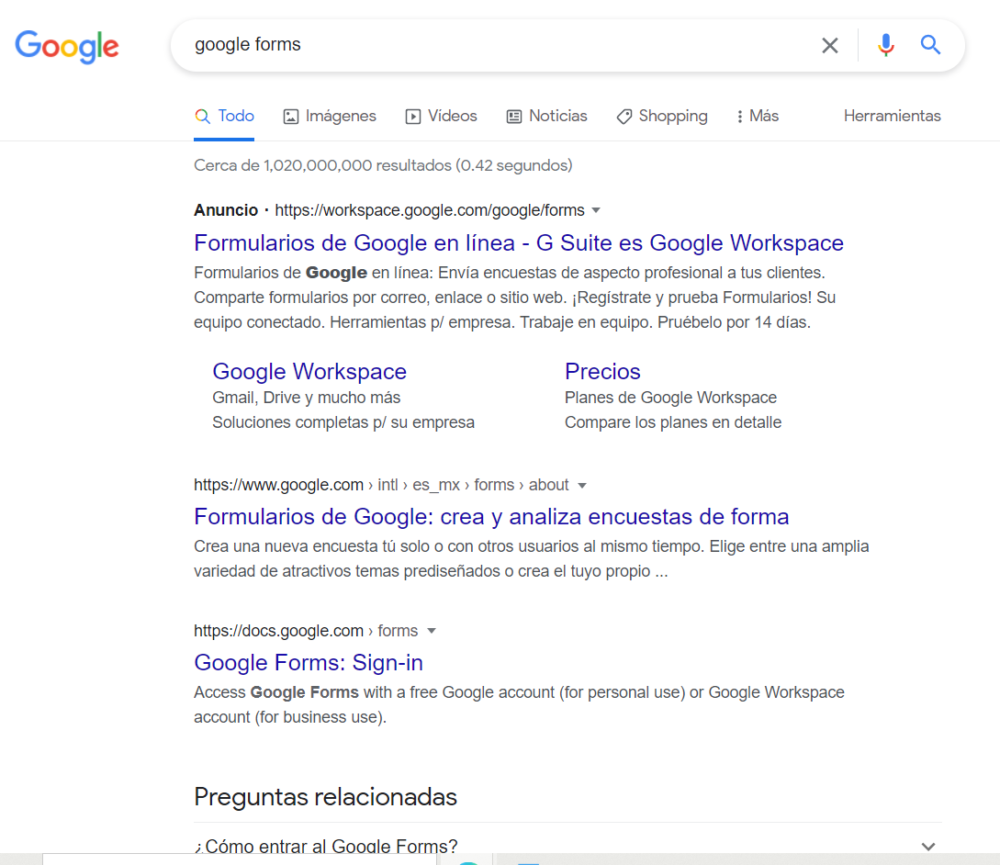 Google
google forms
Todo Imágenes Vídeos Noticias Shopping Más Herramientas
Cerca de 1,020,000,000 resultados (0.42 segundos)
Anuncio · https://workspace.google.com/google/forms
Formularios de Google en línea - G Suite es Google Workspace
Formularios de Google en línea: Envía encuestas de aspecto profesional a tus clientes.
Comparte formularios por correo, enlace o sitio web. ¡Regístrate y prueba Formularios! Su
equipo conectado. Herramientas p/ empresa. Trabaje en equipo. Pruébelo por 14 días.
Google Workspace
Gmail, Drive y mucho más
Soluciones completas p/ su empresa
Precios
Planes de Google Workspace
Compare los planes en detalle
https://www.google.com › intl › es_mx › forms › about
Formularios de Google: crea y analiza encuestas de forma
Crea una nueva encuesta tú solo o con otros usuarios al mismo tiempo. Elige entre una amplia
variedad de atractivos temas prediseñados o crea el tuyo propio ...
https://docs.google.com › forms
Google Forms: Sign-in
Access Google Forms with a free Google account (for personal use) or Google Workspace
account (for business use).
Preguntas relacionadas
¿Cómo entrar al Google Forms?